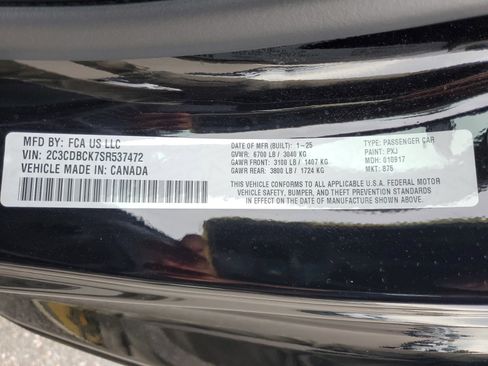 MFD BY: FCA US LLC
VIN: 2C3CDBCK7SR537472
VEHICLE MADE IN: CANADA
DATE OF MFR (BUILT): 1-25
GVWR: 6700 LB / 3040 KG
GAWR FRONT: 3100 LB / 1407 KG
GAWR REAR: 3800 LB / 1724 KG
TYPE: PASSENGER CAR
PAINT: PXJ
MDH: 010917
MKT: B76
THIS VEHICLE CONFORMS TO ALL APPLICABLE U.S.A. FEDERAL MOTOR
VEHICLE SAFETY, BUMPER, AND THEFT PREVENTION STANDARDS
IN EFFECT ON THE DATE OF MANUFACTURE SHOWN ABOVE.